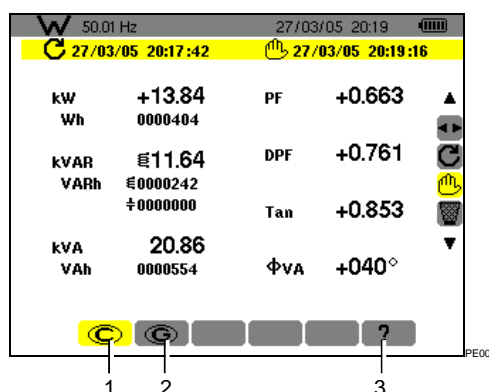 W 50.01 Hz 27/03/05 20:19
27/03/05 20:17:42 27/03/05 20:19:16
kW +13.84 PF +0.663
Wh 0000404
kVAR 11.64 DPF +0.761
VARh 0000242
0000000
Tan +0.853
kVA 20.86
VAh 0000554 ΦVA +040°
C G ?
1 2 3
PE00